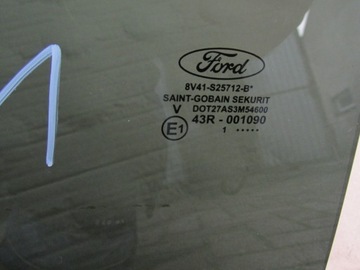 Ford
8V41-S25712-B*
SAINT-GOBAIN SEKURIT
V DOT27AS3M54600
E1 43R - 001090
1 .....